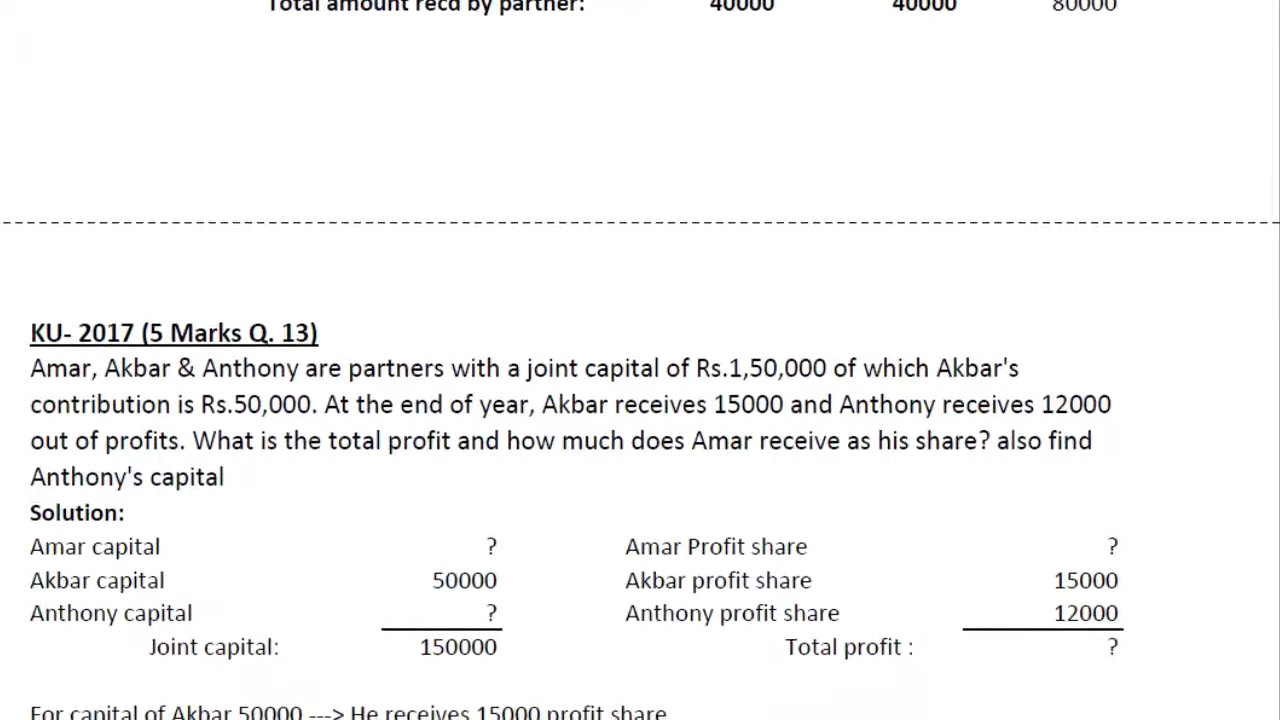 Total amount recd by partner: 40000 40000 80000
KU- 2017 (5 Marks Q. 13)
Amar, Akbar & Anthony are partners with a joint capital of Rs.1,50,000 of which Akbar's
contribution is Rs.50,000. At the end of year, Akbar receives 15000 and Anthony receives 12000
out of profits. What is the total profit and how much does Amar receive as his share? also find
Anthony's capital
Solution:
Amar capital ? Amar Profit share ?
Akbar capital 50000 Akbar profit share 15000
Anthony capital ? Anthony profit share 12000
Joint capital: 150000 Total profit : ?
For capital of Akbar 50000 ---> He receives 15000 profit share